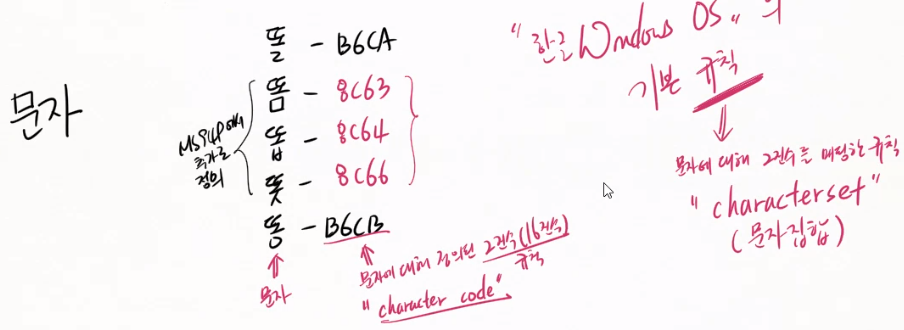 문자
똘 - B6CA
똠 - 8C63
똡 - 8C64
똣 - 8C66
똥 - B6CB
MS949에서
추가로
정의
문자
문자에 대해 정의된 2진수(16진수)
규칙
"character code"
"한글 Windows OS"의
기본 규칙
문자에 대해 2진수를 매핑한 규칙
"characterset"
(문자집합)